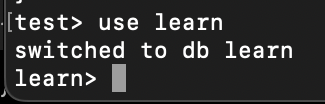 [test> use learn
switched to db learn
learn>